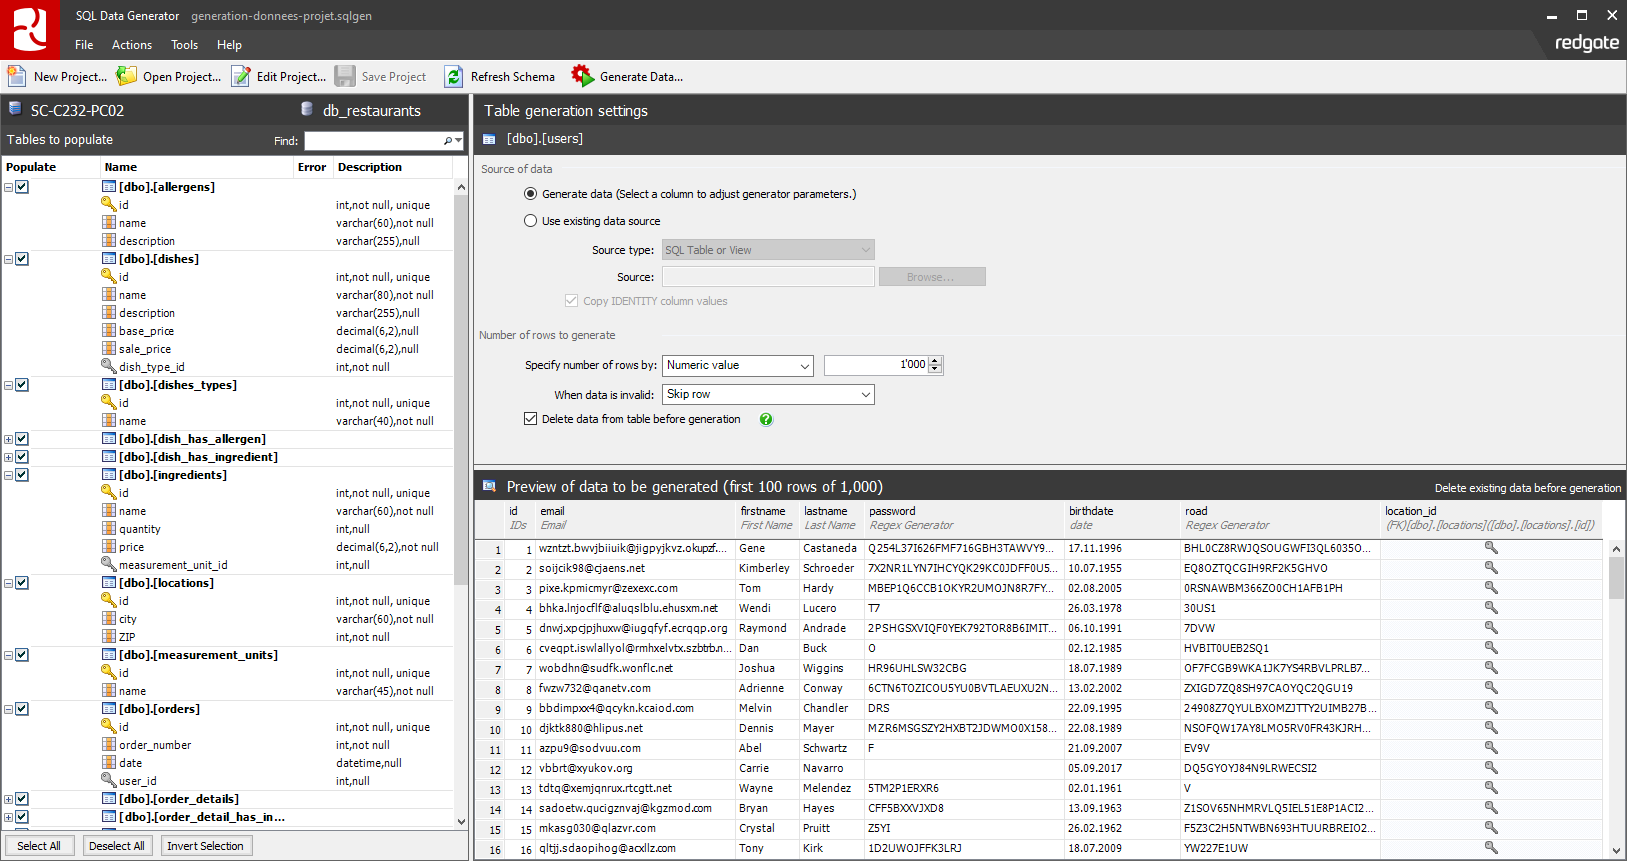 SQL Data Generator generation-donnees-projet.sqlgen
File Actions Tools Help
redgate
New Project... Open Project... Edit Project... Save Project Refresh Schema Generate Data...
SC-C232-PC02 db_restaurants
Tables to populate Find:
Populate Name Error Description
[dbo].[allergens]
id int,not null, unique
name varchar(60),not null
description varchar(255),null
[dbo].[dishes]
id int,not null, unique
name varchar(80),not null
description varchar(255),null
base_price decimal(6,2),null
sale_price decimal(6,2),null
dish_type_id int,not null
[dbo].[dishes_types]
id int,not null, unique
name varchar(40),not null
[dbo].[dish_has_allergen]
[dbo].[dish_has_ingredient]
[dbo].[ingredients]
id int,not null, unique
name varchar(60),not null
quantity int,null
price decimal(6,2),not null
measurement_unit_id int,null
[dbo].[locations]
id int,not null, unique
city varchar(60),not null
ZIP int,not null
[dbo].[measurement_units]
id int,not null, unique
name varchar(45),not null
[dbo].[orders]
id int,not null, unique
order_number int,not null
date datetime,null
user_id int,null
[dbo].[order_details]
[dbo].[order_detail_has_in...
Select All Deselect All Invert Selection
Table generation settings
[dbo].[users]
Source of data
Generate data (Select a column to adjust generator parameters.)
Use existing data source
Source type: SQL Table or View
Source: Browse...
Copy IDENTITY column values
Number of rows to generate
Specify number of rows by: Numeric value 1'000
When data is invalid: Skip row
Delete data from table before generation ?
Preview of data to be generated (first 100 rows of 1,000) Delete existing data before generation
id email firstname lastname password birthdate road location_id
IDs Email First Name Last Name Regex Generator date Regex Generator (FK)[dbo].[locations]([dbo].[locations].[id])
1 1 wzntzt.bwvjbiiuik@jigpyjkvz.okupzf.... Gene Castaneda Q254L37I626FMF716GBH3TAWVY9... 17.11.1996 BHL0CZ8RWJQSOUGWFI3QL6035O...
2 2 soijcik98@cjaens.net Kimberley Schroeder 7X2NR1LYN7IHCYQK29KC0JDFF0U5... 10.07.1955 EQ8OZTQCGIH9RF2K5GHVO
3 3 pixe.kpmicmyr@zexexc.com Tom Hardy MBEP1Q6CCB1OKYR2UMOJN8R7FY... 02.08.2005 0RSNAWBM366ZO0CH1AFB1PH
4 4 bhka.lnjocflf@aluqslblu.ehusxm.net Wendi Lucero T7 26.03.1978 30US1
5 5 dnwj.xpcjpjhuxw@iugqfyf.ecrqqp.org Raymond Andrade 2PSHGSXVIQF0YEK792TOR8B6IMIT... 06.10.1991 7DVW
6 6 cveqpt.iswlallyol@rmhxelvtx.szbtrb.n... Dan Buck O 02.12.1985 HVBIT0UEB2SQ1
7 7 wobdhn@sudfk.wonflc.net Joshua Wiggins HR96UHLSW32CBG 18.07.1989 OF7FCGB9WKA1JK7YS4RBVLPRLB7...
8 8 fwzw732@qanetv.com Adrienne Conway 6CTN6TOZICOU5YU0BVTLAEUXU2N... 13.02.2002 ZXIGD7ZQ8SH97CAOYQC2QGU19
9 9 bbdimpxx4@qcykn.kcaiod.com Melvin Chandler DRS 22.09.1995 24908Z7QYULBXOMZJTTY2UIMB27B...
10 10 djktk880@hlipus.net Dennis Mayer MZR6MSGSZY2HXBT2JDWMO0X158... 22.08.1989 NSOFQW17AY8LMO5RV0FR43KJRH...
11 11 azpu9@sodvuu.com Abel Schwartz F 21.09.2007 EV9V
12 12 vbbrt@xyukov.org Carrie Navarro 05.09.2017 DQ5GYOYJ84N9LRWECSI2
13 13 tdtq@xemjqnrux.rtcgtt.net Wayne Melendez 5TM2P1ERXR6 02.01.1961 V
14 14 sadoetw.qucigznvaj@kgzmod.com Bryan Hayes CFF5BXXVJXD8 13.09.1963 Z1SOV65NHMRVLQ5IEL51E8P1ACI2...
15 15 mkasg030@qlazvr.com Crystal Pruitt Z5YI 26.02.1962 F5Z3C2H5NTWBN693HTUURBREIO2...
16 16 qltjj.sdaopihog@acxllz.com Tony Kirk 1D2UWOJFFK3LRJ 18.07.2009 YW227E1UW